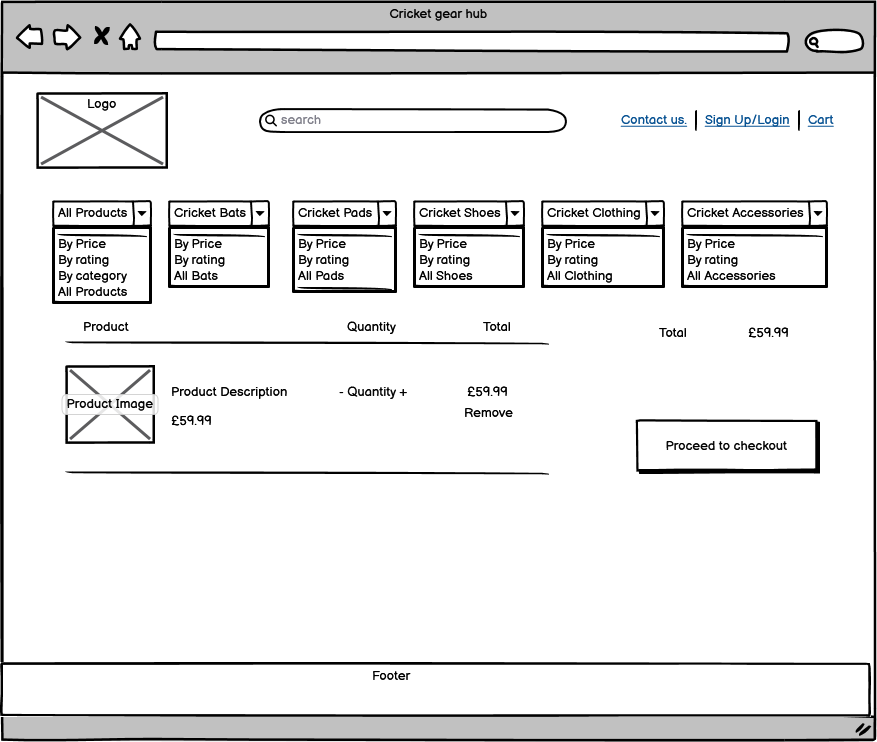 Cricket gear hub
Logo
search
Contact us.
Sign Up/Login
Cart
All Products
By Price
By rating
By category
All Products
Cricket Bats
By Price
By rating
All Bats
Cricket Pads
By Price
By rating
All Pads
Cricket Shoes
By Price
By rating
All Shoes
Cricket Clothing
By Price
By rating
All Clothing
Cricket Accessories
By Price
By rating
All Accessories
Product Quantity Total
Product Image
Product Description
£59.99
- Quantity +
£59.99
Remove
Total £59.99
Proceed to checkout
Footer